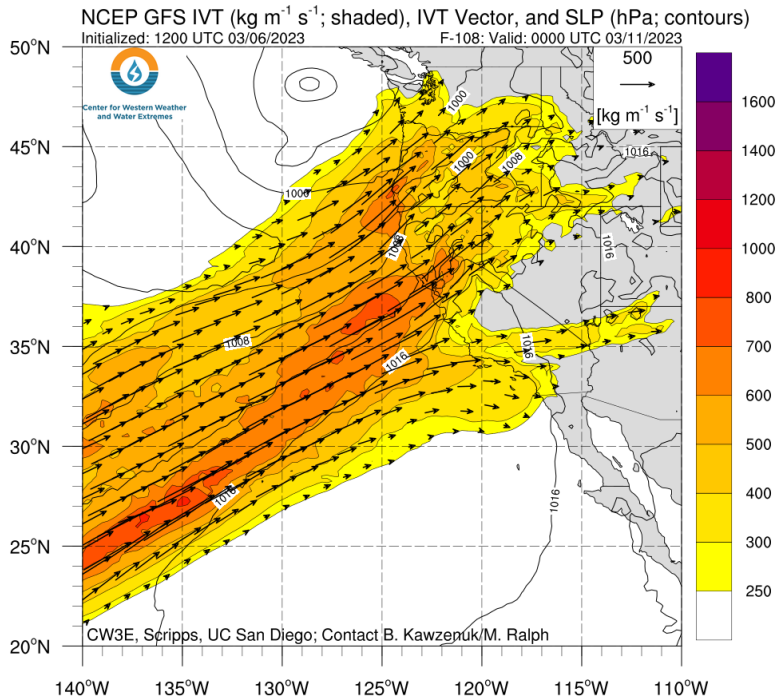 NCEP GFS IVT (kg m⁻¹ s⁻¹; shaded), IVT Vector, and SLP (hPa; contours)
Initialized: 1200 UTC 03/06/2023 F-108: Valid: 0000 UTC 03/11/2023
Center for Western Weather
and Water Extremes
500
[kg m⁻¹ s⁻¹]
50°N
45°N
40°N
35°N
30°N
25°N
20°N
1000
1000
1000
1008
1016
1008
1016
1008
1016
1016
1016
1016
1600
1400
1200
1000
800
700
600
500
400
300
250
CW3E, Scripps, UC San Diego; Contact B. Kawzenuk/M. Ralph
140°W 135°W 130°W 125°W 120°W 115°W 110°W